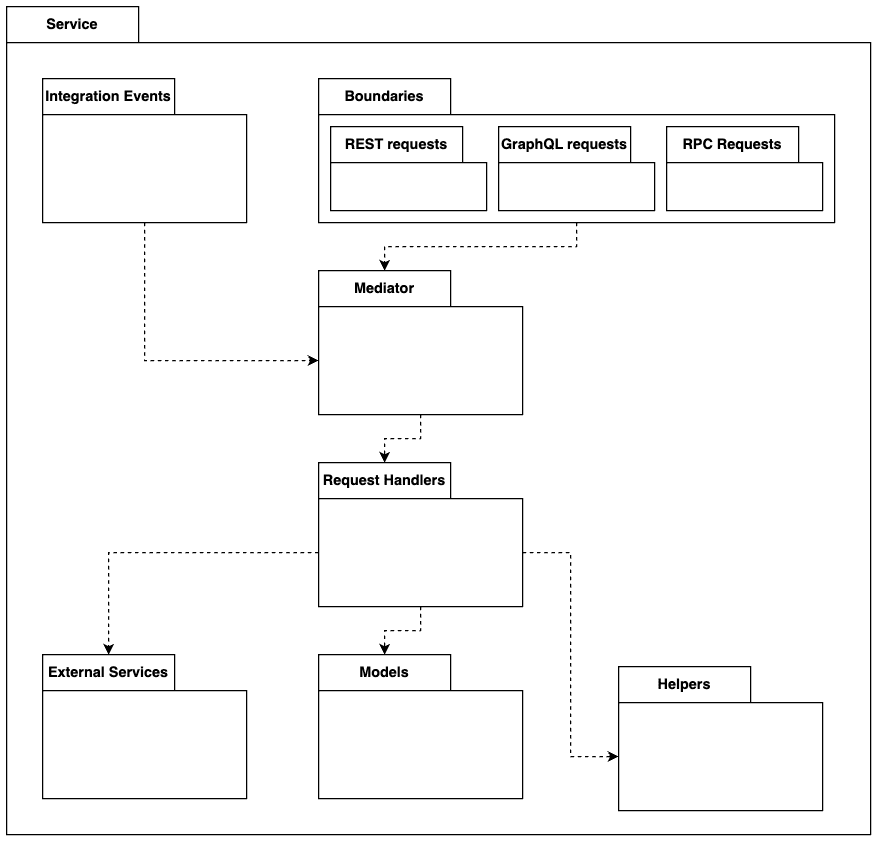 Service
Integration Events
Boundaries
REST requests
GraphQL requests
RPC Requests
Mediator
Request Handlers
External Services
Models
Helpers